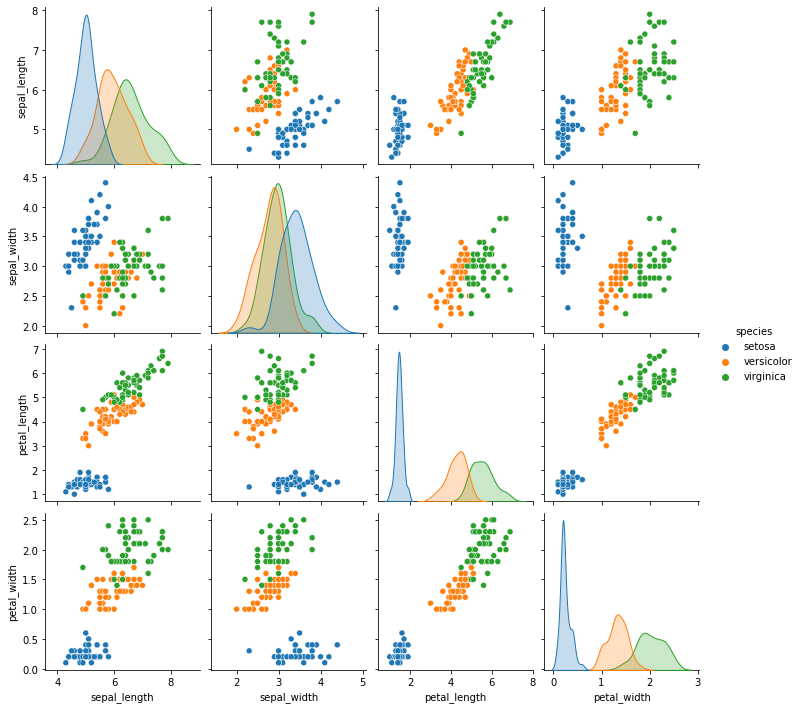 8
7
6
5
sepal_length
4.5
4.0
3.5
3.0
2.5
2.0
sepal_width
species
setosa
versicolor
virginica
7
6
5
4
3
2
1
petal_length
2.5
2.0
1.5
1.0
0.5
0.0
petal_width
4 6 8
2 3 4 5
2 4 6 8
0 1 2 3
sepal_length sepal_width petal_length petal_width